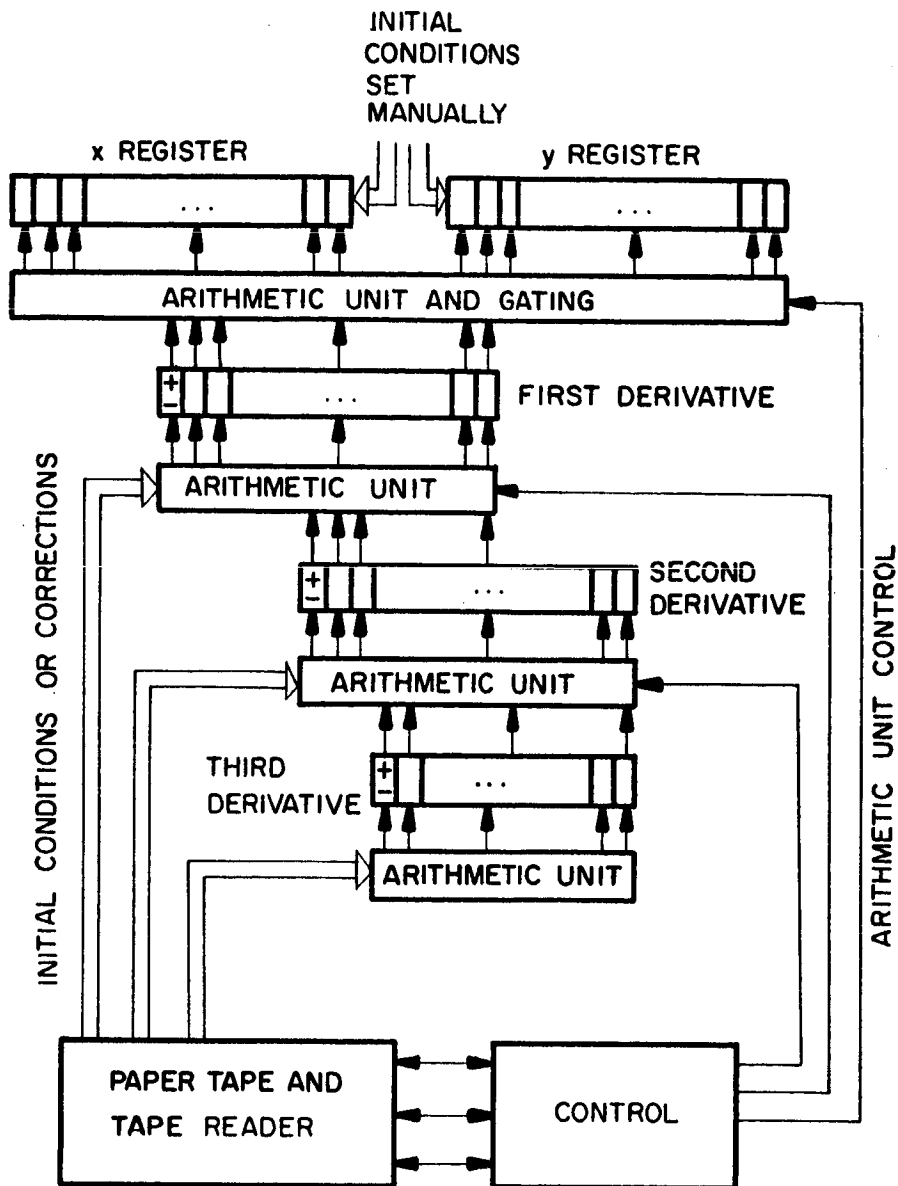 INITIAL
CONDITIONS
SET
MANUALLY
x REGISTER
y REGISTER
...
...
ARITHMETIC UNIT AND GATING
+
−
...
FIRST DERIVATIVE
ARITHMETIC UNIT
+
−
...
SECOND
DERIVATIVE
ARITHMETIC UNIT
THIRD
DERIVATIVE
+
−
...
ARITHMETIC UNIT
INITIAL CONDITIONS OR CORRECTIONS
ARITHMETIC UNIT CONTROL
PAPER TAPE AND
TAPE READER
CONTROL